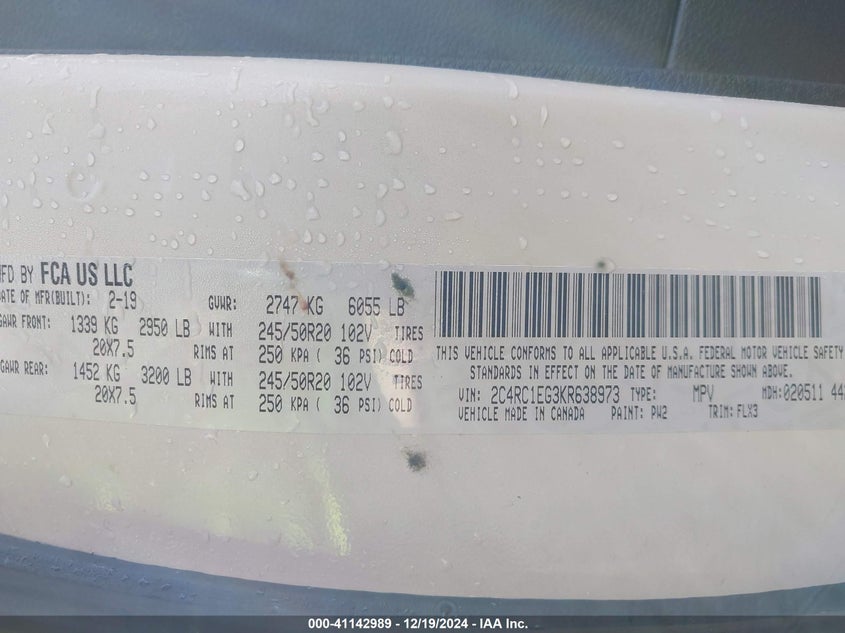 MFD BY FCA US LLC
DATE OF MFR(BUILT): 2-19 GVWR: 2747 KG 6055 LB
GAWR FRONT: 1339 KG 2950 LB WITH 245/50R20 102V TIRES
20X7.5 RIMS AT 250 KPA ( 36 PSI) COLD
GAWR REAR: 1452 KG 3200 LB WITH 245/50R20 102V TIRES
20X7.5 RIMS AT 250 KPA ( 36 PSI) COLD
THIS VEHICLE CONFORMS TO ALL APPLICABLE U.S.A. FEDERAL MOTOR VEHICLE SAFETY
STANDARDS IN EFFECT ON THE DATE OF MANUFACTURE SHOWN ABOVE.
VIN: 2C4RC1EG3KR638973 TYPE: MPV MDH: 020511 44
VEHICLE MADE IN CANADA PAINT: PW2 TRIM: FLX3
000-41142989 - 12/19/2024 - IAA Inc.